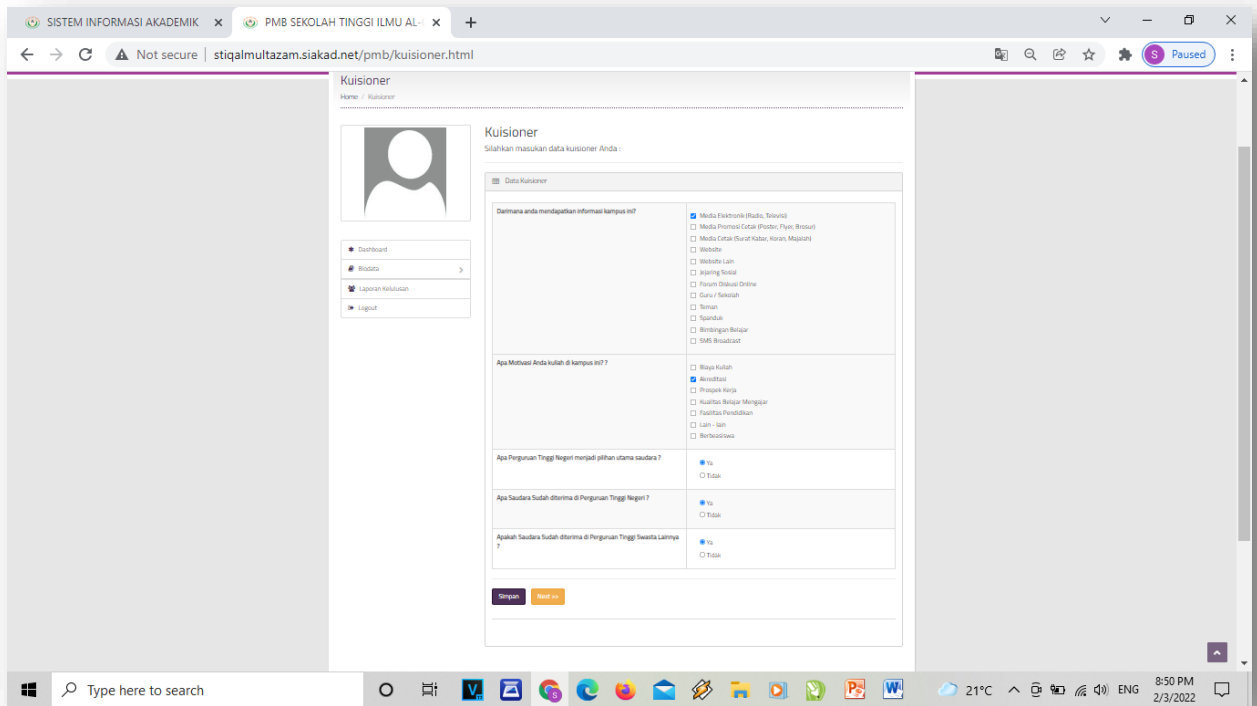 SISTEM INFORMASI AKADEMIK
PMB SEKOLAH TINGGI ILMU AL-
Not secure
stiqalmultazam.siakad.net/pmb/kuisioner.html
S Paused
Kuisioner
Home / Kuisioner
Dashboard
Biodata
Laporan Kelulusan
Logout
Kuisioner
Silahkan masukan data kuisioner Anda :
Data Kuisioner
Darimana anda mendapatkan informasi kampus ini?
Media Elektronik (Radio, Televisi)
Media Promosi Cetak (Poster, Flyer, Brosur)
Media Cetak (Surat Kabar, Koran, Majalah)
Website
Website Lain
Jejaring Sosial
Forum Diskusi Online
Guru / Sekolah
Teman
Spanduk
Bimbingan Belajar
SMS Broadcast
Apa Motivasi Anda kuliah di kampus ini? ?
Biaya Kuliah
Akreditasi
Prospek Kerja
Kualitas Belajar Mengajar
Fasilitas Pendidikan
Lain - lain
Berbeasiswa
Apa Perguruan Tinggi Negeri menjadi pilihan utama saudara ?
Ya
Tidak
Apa Saudara Sudah diterima di Perguruan Tinggi Negeri ?
Ya
Tidak
Apakah Saudara Sudah diterima di Perguruan Tinggi Swasta Lainnya
?
Ya
Tidak
Simpan
Next >>
Type here to search
21°C
ENG
8:50 PM
2/3/2022